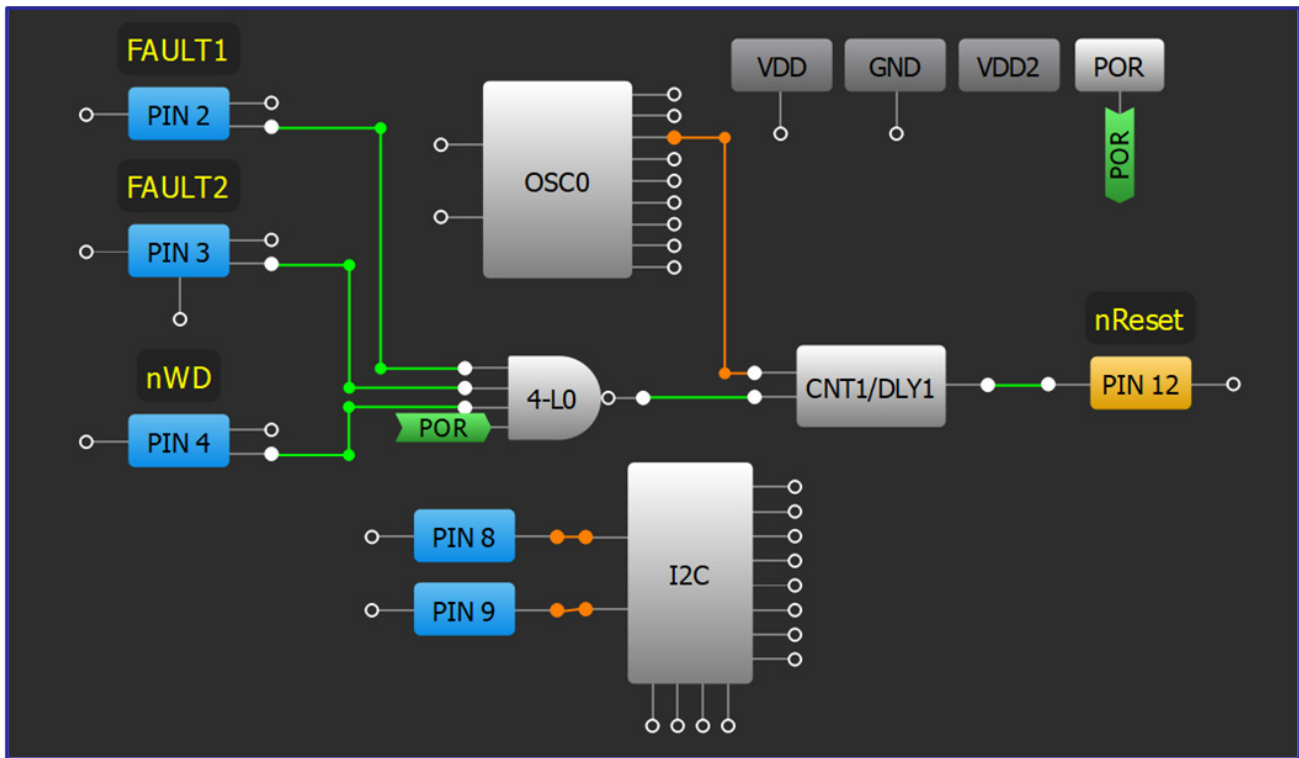 FAULT1
PIN 2
FAULT2
PIN 3
nWD
PIN 4
OSC0
VDD
GND
VDD2
POR
POR
4-L0
POR
CNT1/DLY1
nReset
PIN 12
PIN 8
PIN 9
I2C